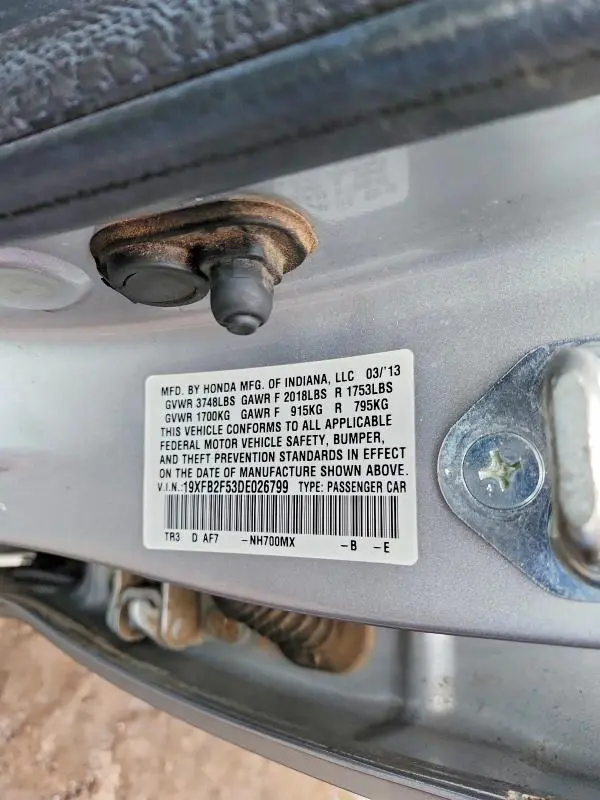 MFD. BY HONDA MFG. OF INDIANA, LLC 03/'13
GVWR 3748LBS GAWR F 2018LBS R 1753LBS
GVWR 1700KG GAWR F 915KG R 795KG
THIS VEHICLE CONFORMS TO ALL APPLICABLE
FEDERAL MOTOR VEHICLE SAFETY, BUMPER,
AND THEFT PREVENTION STANDARDS IN EFFECT
ON THE DATE OF MANUFACTURE SHOWN ABOVE.
V.I.N.:19XFB2F53DE026799 TYPE: PASSENGER CAR
TR3 D AF7 -NH700MX -B -E